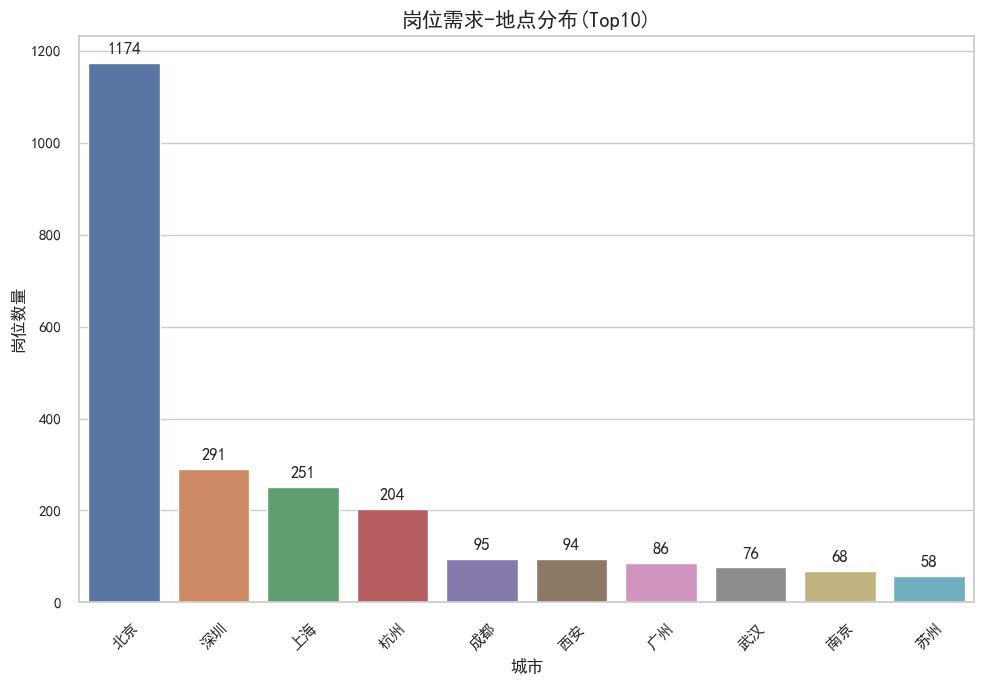 岗位需求-地点分布(Top10)
岗位数量
1200
1000
800
600
400
200
0
1174
291
251
204
95
94
86
76
68
58
北京
深圳
上海
杭州
成都
西安
广州
武汉
南京
苏州
城市